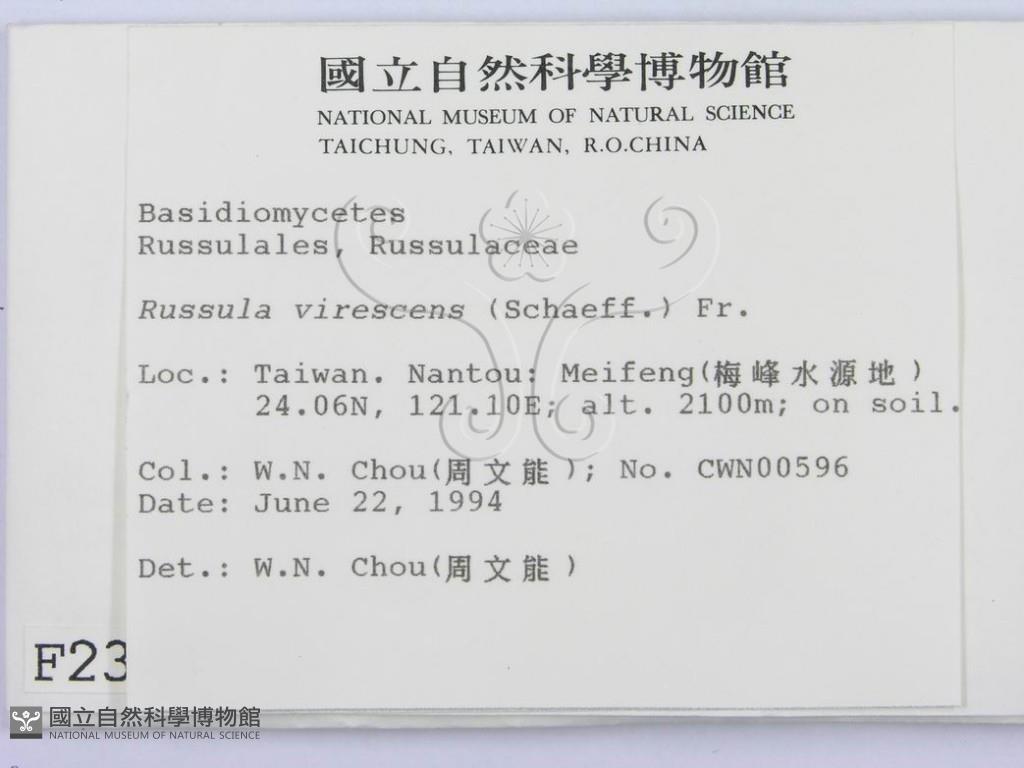 國立自然科學博物館
NATIONAL MUSEUM OF NATURAL SCIENCE
TAICHUNG, TAIWAN, R.O.CHINA
Basidiomycetes
Russulales, Russulaceae
Russula virescens (Schaeff.) Fr.
Loc.: Taiwan. Nantou: Meifeng(梅峰水源地)
24.06N, 121.10E; alt. 2100m; on soil.
Col.: W.N. Chou(周文能); No. CWN00596
Date: June 22, 1994
Det.: W.N. Chou(周文能)
F23
國立自然科學博物館
NATIONAL MUSEUM OF NATURAL SCIENCE